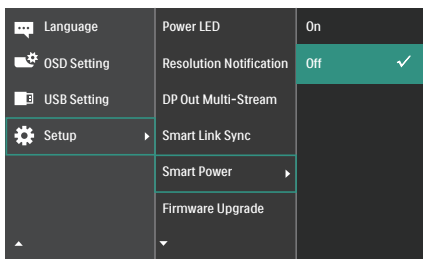 Language
OSD Setting
USB Setting
Setup
Power LED
Resolution Notification
DP Out Multi-Stream
Smart Link Sync
Smart Power
Firmware Upgrade
On
Off